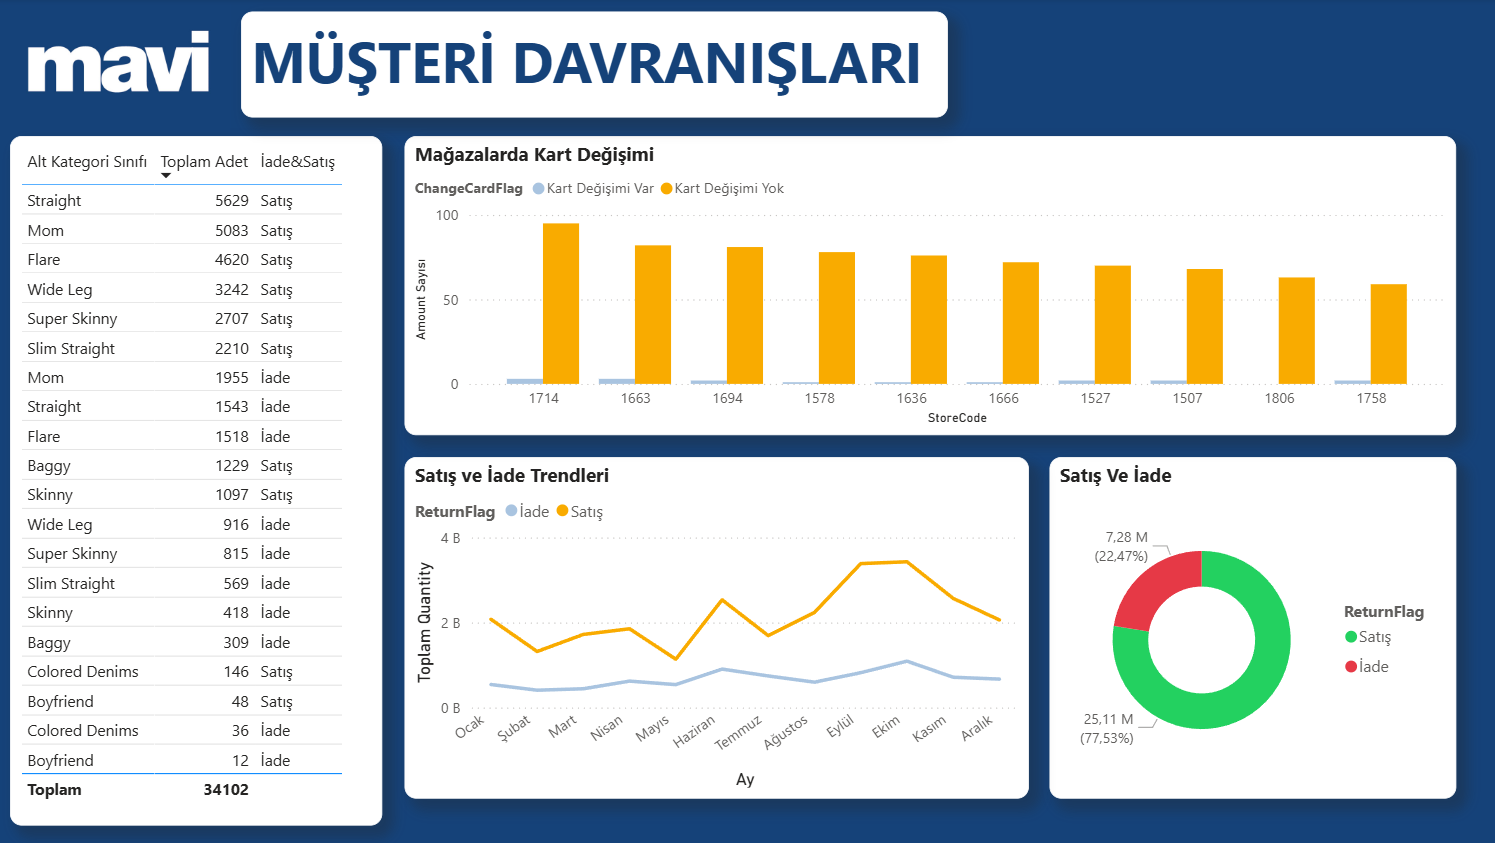 mavi
MÜŞTERİ DAVRANIŞLARI
Alt Kategori Sınıfı Toplam Adet İade&Satış
Straight 5629 Satış
Mom 5083 Satış
Flare 4620 Satış
Wide Leg 3242 Satış
Super Skinny 2707 Satış
Slim Straight 2210 Satış
Mom 1955 İade
Straight 1543 İade
Flare 1518 İade
Baggy 1229 Satış
Skinny 1097 Satış
Wide Leg 916 İade
Super Skinny 815 İade
Slim Straight 569 İade
Skinny 418 İade
Baggy 309 İade
Colored Denims 146 Satış
Boyfriend 48 Satış
Colored Denims 36 İade
Boyfriend 12 İade
Toplam 34102
Mağazalarda Kart Değişimi
ChangeCardFlag Kart Değişimi Var Kart Değişimi Yok
Amount Sayısı
100
50
0
1714 1663 1694 1578 1636 1666 1527 1507 1806 1758
StoreCode
Satış ve İade Trendleri
ReturnFlag İade Satış
Toplam Quantity
4 B
2 B
0 B
Ocak Şubat Mart Nisan Mayıs Haziran Temmuz Ağustos Eylül Ekim Kasım Aralık
Ay
Satış Ve İade
7,28 M
(22,47%)
25,11 M
(77,53%)
ReturnFlag
Satış
İade